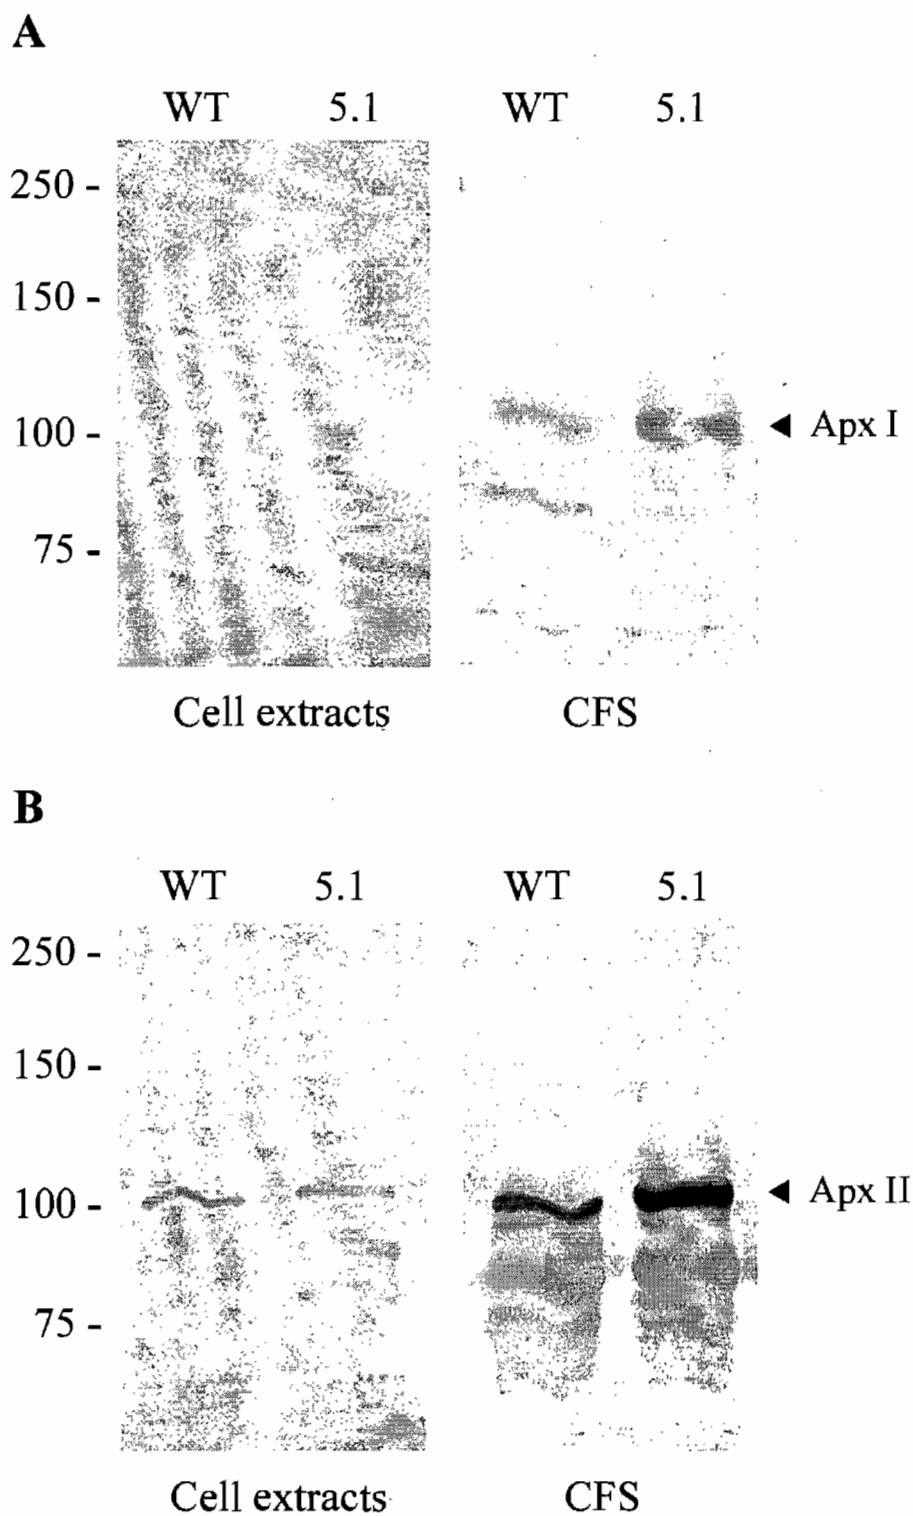 A
WT 5.1 WT 5.1
250 -
150 -
100 -
75 -
Apx I
Cell extracts CFS
B
WT 5.1 WT 5.1
250 -
150 -
100 -
75 -
Apx II
Cell extracts CFS